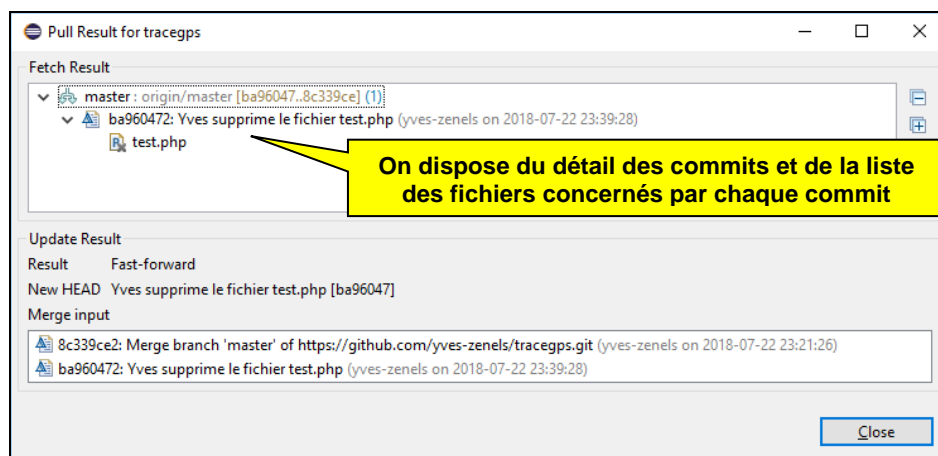 Pull Result for tracegps
Fetch Result
master : origin/master [ba96047..8c339ce] (1)
ba960472: Yves supprime le fichier test.php (yves-zenels on 2018-07-22 23:39:28)
test.php
On dispose du détail des commits et de la liste
des fichiers concernés par chaque commit
Update Result
Result Fast-forward
New HEAD Yves supprime le fichier test.php [ba96047]
Merge input
8c339ce2: Merge branch 'master' of https://github.com/yves-zenels/tracegps.git (yves-zenels on 2018-07-22 23:21:26)
ba960472: Yves supprime le fichier test.php (yves-zenels on 2018-07-22 23:39:28)
Close